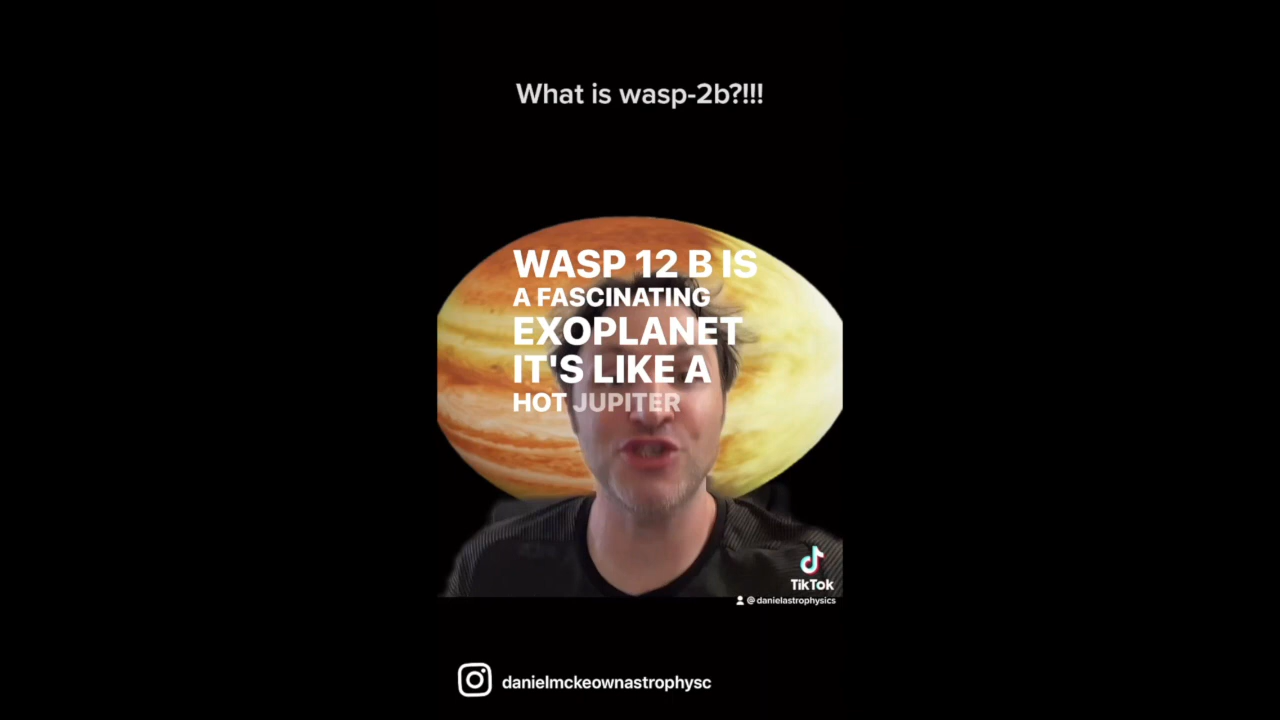 What is wasp-2b?!!!
WASP 12 B IS
A FASCINATING
EXOPLANET
IT'S LIKE A
HOT JUPITER
TikTok
@danielastrophysics
danielmckeownastrophysc